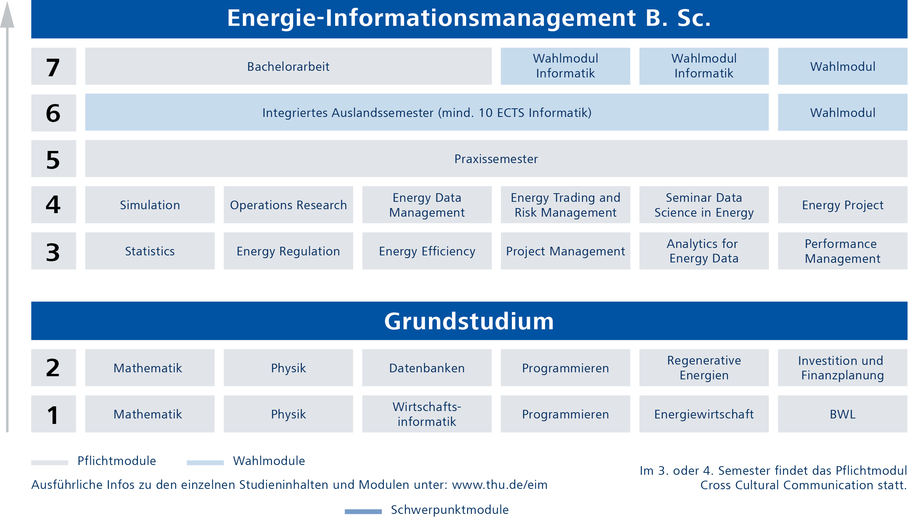 Energie-Informationsmanagement B. Sc.
7
Bachelorarbeit
Wahlmodul
Informatik
Wahlmodul
Informatik
Wahlmodul
6
Integriertes Auslandssemester (mind. 10 ECTS Informatik)
Wahlmodul
5
Praxissemester
4
Simulation
Operations Research
Energy Data
Management
Energy Trading and
Risk Management
Seminar Data
Science in Energy
Energy Project
3
Statistics
Energy Regulation
Energy Efficiency
Project Management
Analytics for
Energy Data
Performance
Management
Grundstudium
2
Mathematik
Physik
Datenbanken
Programmieren
Regenerative
Energien
Investition und
Finanzplanung
1
Mathematik
Physik
Wirtschafts-
informatik
Programmieren
Energiewirtschaft
BWL
Pflichtmodule
Wahlmodule
Ausführliche Infos zu den einzelnen Studieninhalten und Modulen unter: www.thu.de/eim
Im 3. oder 4. Semester findet das Pflichtmodul
Cross Cultural Communication statt.
Schwerpunktmodule